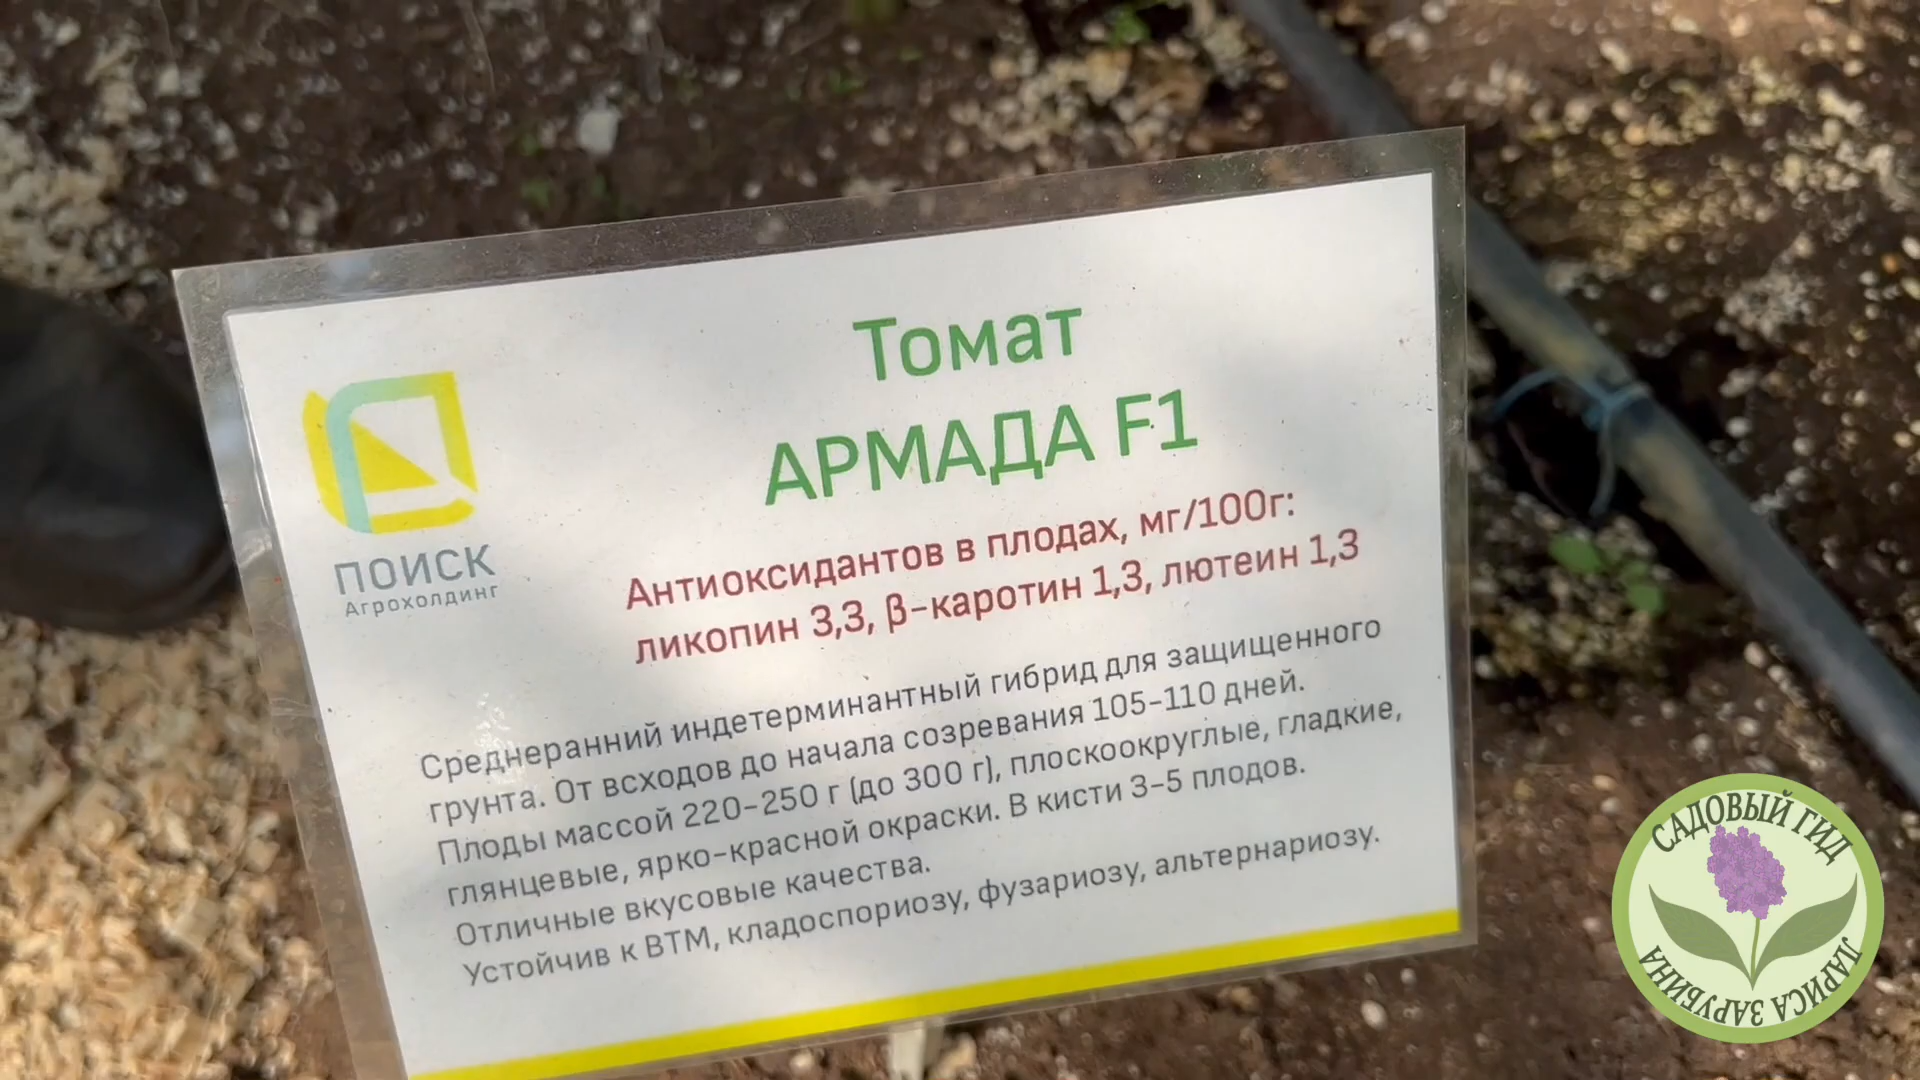 Томат
АРМАДА F1
ПОИСК
Агрохолдинг
Антиоксидантов в плодах, мг/100г:
ликопин 3,3, β-каротин 1,3, лютеин 1,3
Среднеранний индетерминантный гибрид для защищенного
грунта. От всходов до начала созревания 105-110 дней.
Плоды массой 220-250 г (до 300 г), плоскоокруглые, гладкие,
глянцевые, ярко-красной окраски. В кисти 3-5 плодов.
Отличные вкусовые качества.
Устойчив к ВТМ, кладоспориозу, фузариозу, альтернариозу.
САДОВЫЙ ГИД
ЛАРИСА ЗАРУБИНА